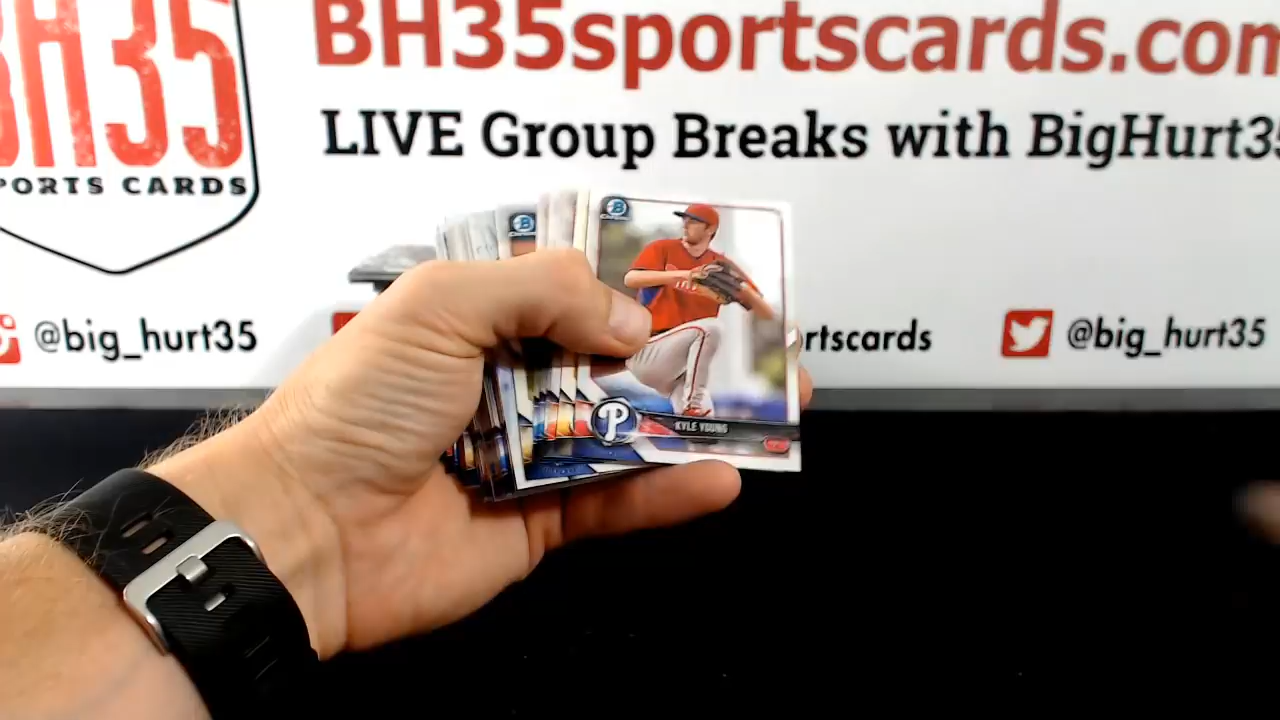 BH35
PORTS CARDS
BH35sportscards.com
LIVE Group Breaks with BigHurt35
@big_hurt35
rtscards
@big_hurt35
B
B
P
KYLE YOUNG